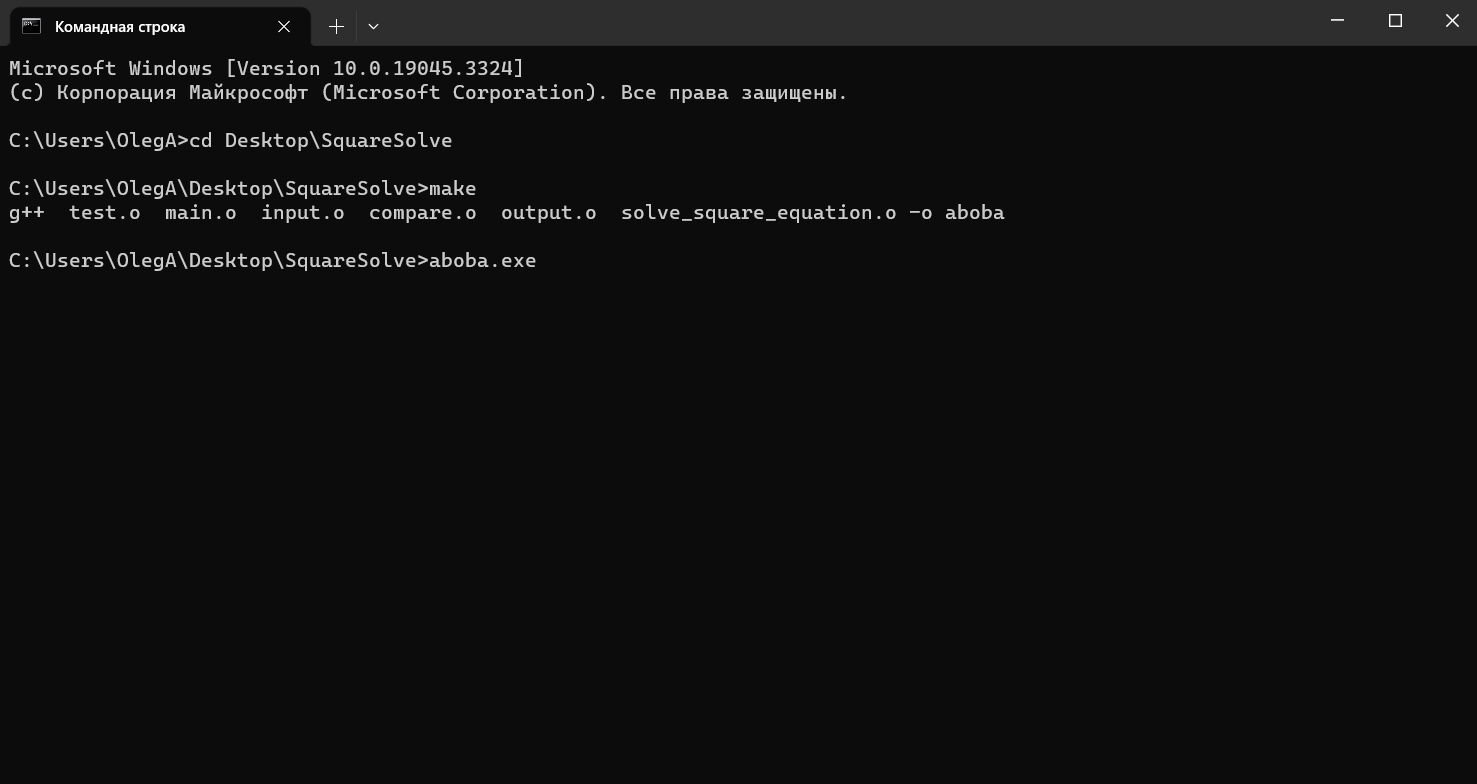 Командная строка
Microsoft Windows [Version 10.0.19045.3324]
(c) Корпорация Майкрософт (Microsoft Corporation). Все права защищены.
C:\Users\OlegA>cd Desktop\SquareSolve
C:\Users\OlegA\Desktop\SquareSolve>make
g++  test.o  main.o  input.o  compare.o  output.o  solve_square_equation.o -o aboba
C:\Users\OlegA\Desktop\SquareSolve>aboba.exe